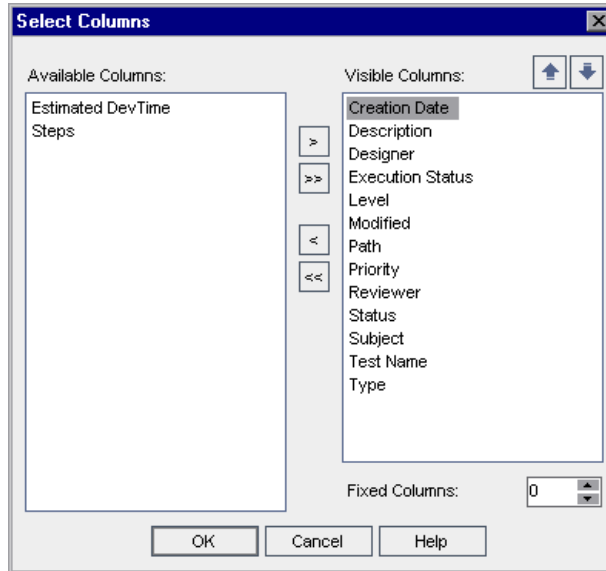 Select Columns
Available Columns:
Estimated DevTime
Steps
>
>>
<
<<
Visible Columns:
Creation Date
Description
Designer
Execution Status
Level
Modified
Path
Priority
Reviewer
Status
Subject
Test Name
Type
Fixed Columns: 0
OK Cancel Help